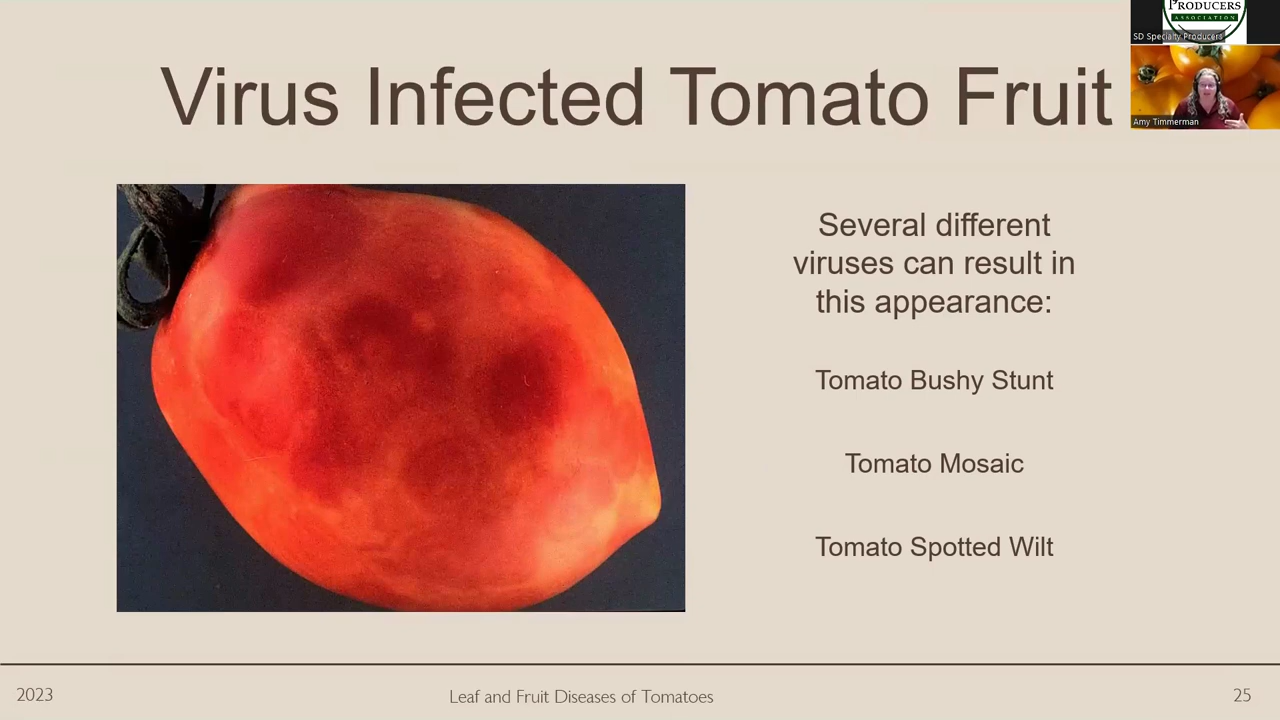 PRODUCERS
ASSOCIATION
SD Specialty Producers
Amy Timmerman
Virus Infected Tomato Fruit
Several different
viruses can result in
this appearance:
Tomato Bushy Stunt
Tomato Mosaic
Tomato Spotted Wilt
2023
Leaf and Fruit Diseases of Tomatoes
25